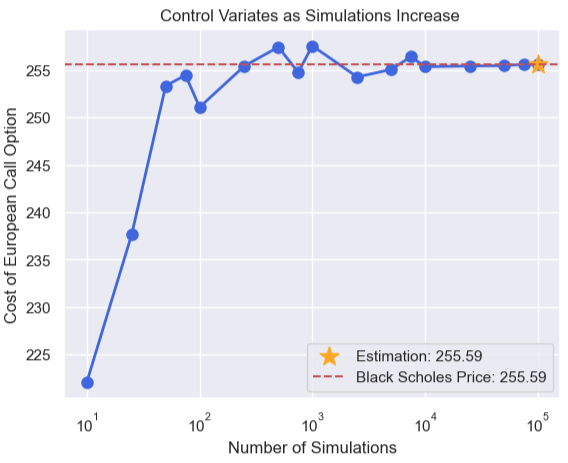 Control Variates as Simulations Increase
Cost of European Call Option
255
250
245
240
235
230
225
Estimation: 255.59
Black Scholes Price: 255.59
10^1 10^2 10^3 10^4 10^5
Number of Simulations